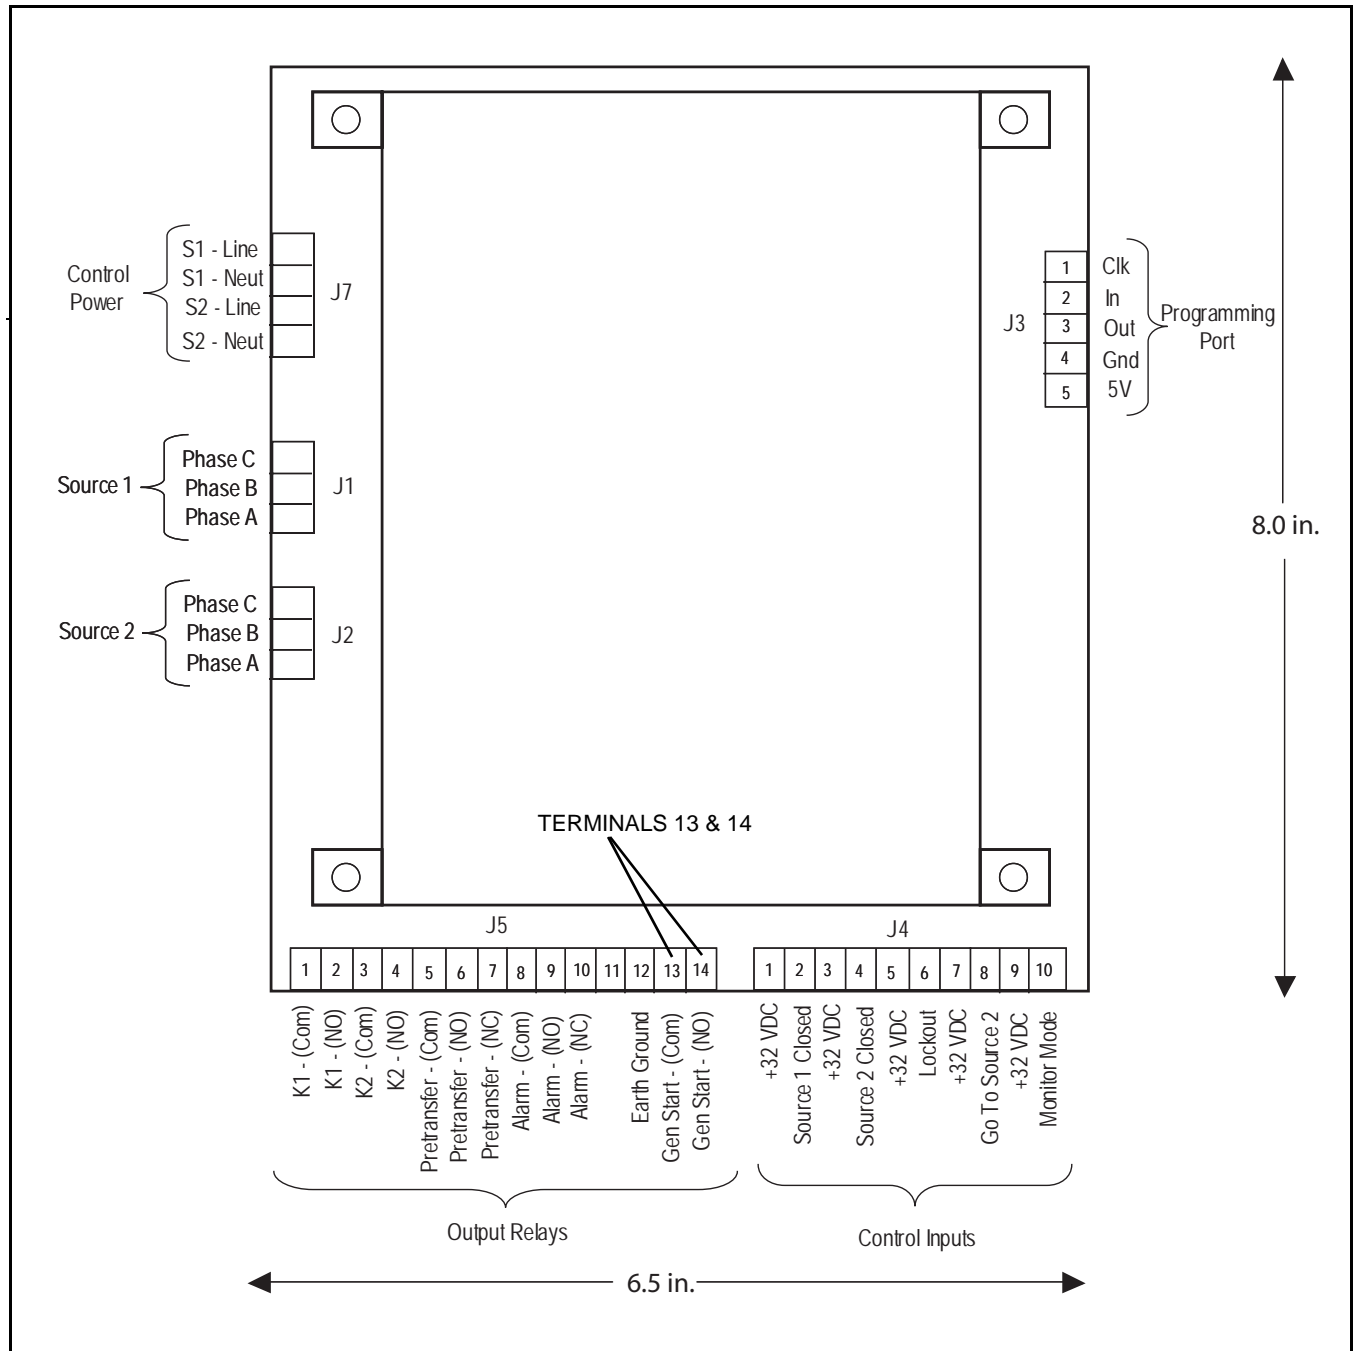 S1 - Line
S1 - Neut
S2 - Line
S2 - Neut
Control
Power
J7
1 Clk
2 In
3 Out
4 Gnd
5 5V
J3
Programming
Port
Phase C
Phase B
Phase A
Source 1
J1
8.0 in.
Phase C
Phase B
Phase A
Source 2
J2
TERMINALS 13 & 14
J5
J4
1 2 3 4 5 6 7 8 9 10 11 12 13 14
1 2 3 4 5 6 7 8 9 10
K1 - (Com)
K1 - (NO)
K2 - (Com)
K2 - (NO)
Pretransfer - (Com)
Pretransfer - (NO)
Pretransfer - (NC)
Alarm - (Com)
Alarm - (NO)
Alarm - (NC)
Earth Ground
Gen Start - (Com)
Gen Start - (NO)
+32 VDC
Source 1 Closed
+32 VDC
Source 2 Closed
+32 VDC
Lockout
+32 VDC
Go To Source 2
+32 VDC
Monitor Mode
Output Relays
Control Inputs
6.5 in.